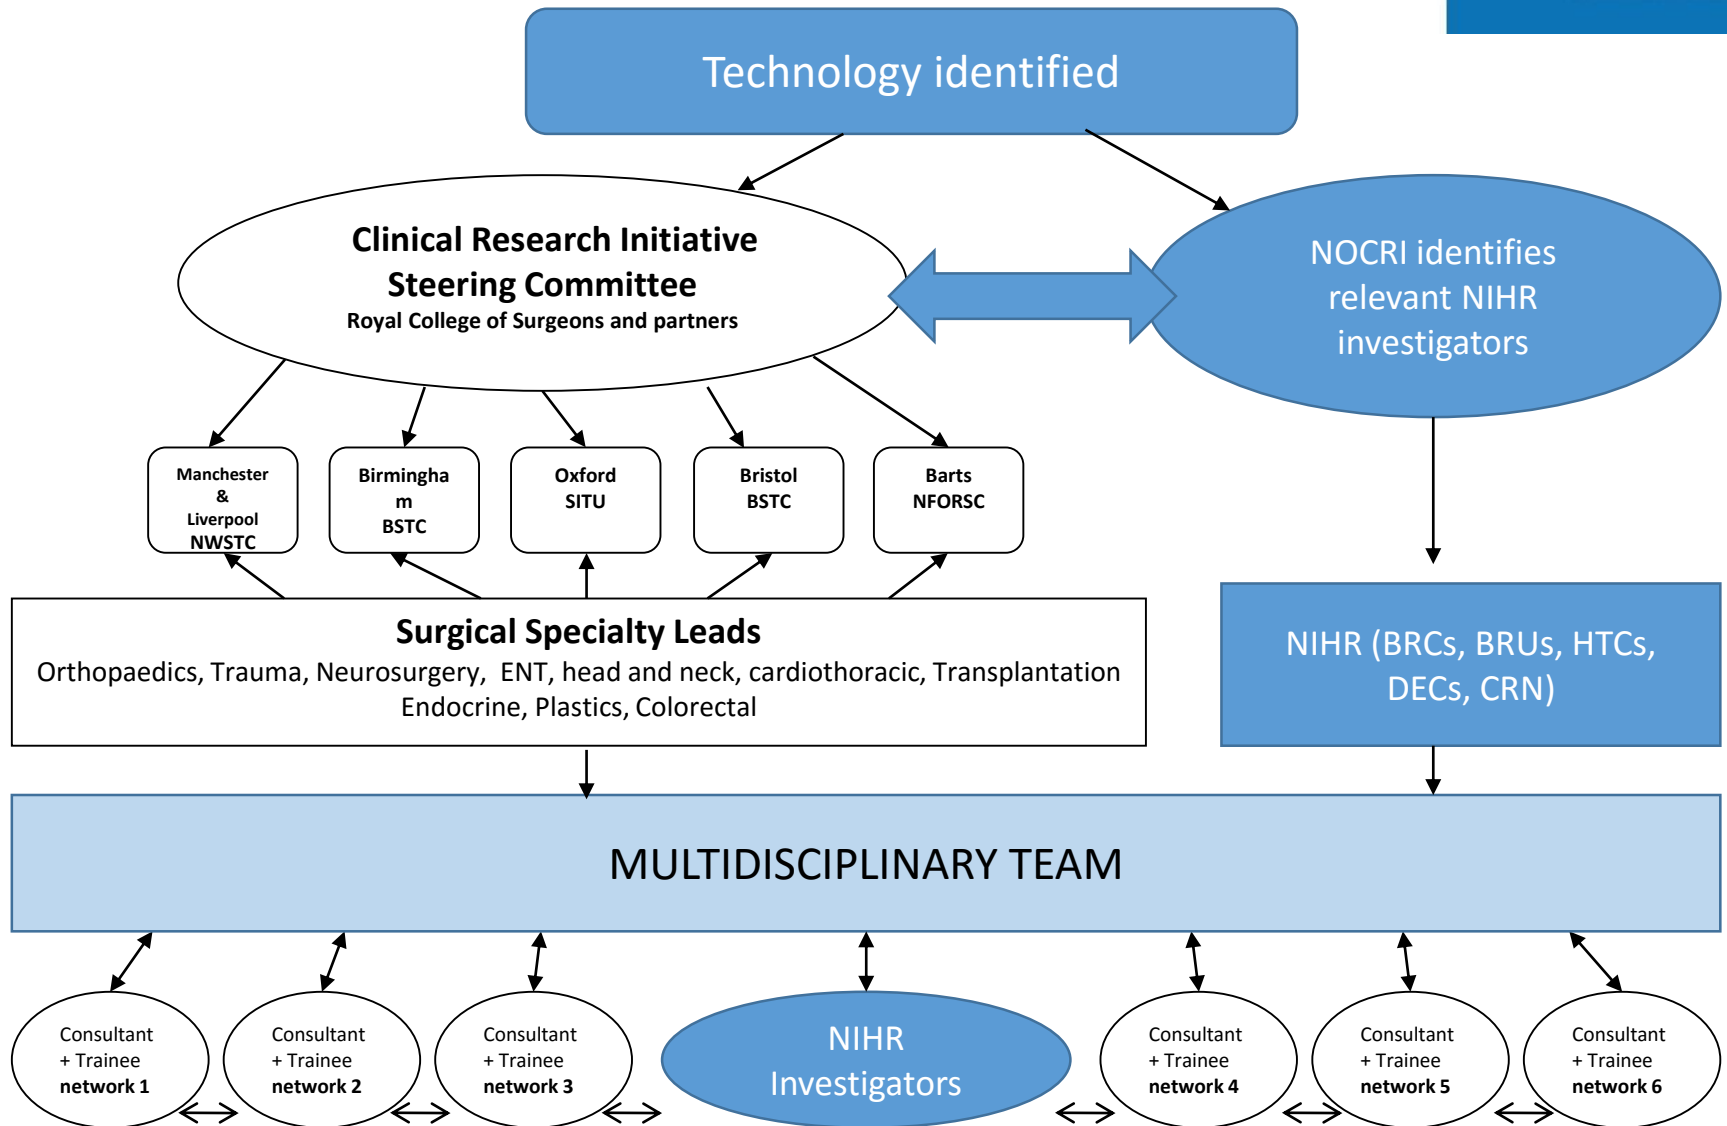 Technology identified
Clinical Research Initiative
Steering Committee
Royal College of Surgeons and partners
NOCRI identifies
relevant NIHR
investigators
Manchester
&
Liverpool
NWSTC
Birmingha
m
BSTC
Oxford
SITU
Bristol
BSTC
Barts
NFORSC
Surgical Specialty Leads
Orthopaedics, Trauma, Neurosurgery, ENT, head and neck, cardiothoracic, Transplantation
Endocrine, Plastics, Colorectal
NIHR (BRCs, BRUs, HTCs,
DECs, CRN)
MULTIDISCIPLINARY TEAM
Consultant
+ Trainee
network 1
Consultant
+ Trainee
network 2
Consultant
+ Trainee
network 3
NIHR
Investigators
Consultant
+ Trainee
network 4
Consultant
+ Trainee
network 5
Consultant
+ Trainee
network 6